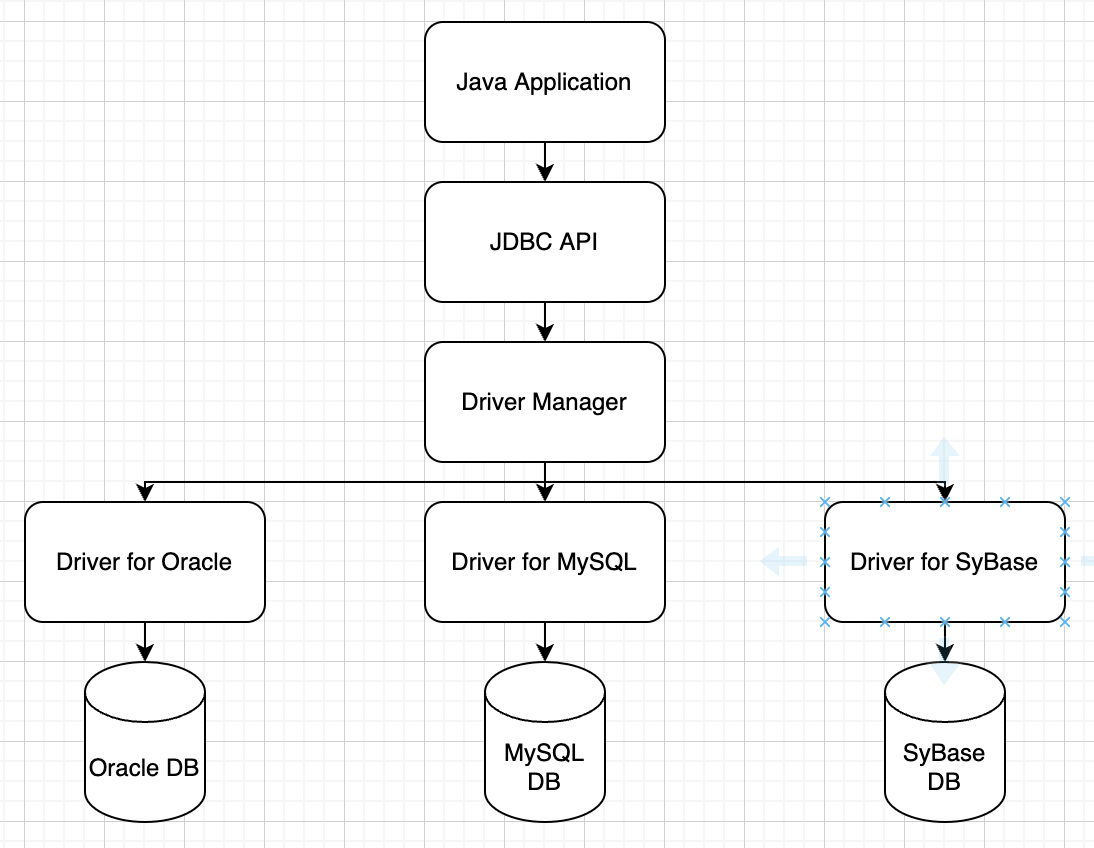 Java Application
JDBC API
Driver Manager
Driver for Oracle
Driver for MySQL
Driver for SyBase
Oracle DB
MySQL
DB
SyBase
DB